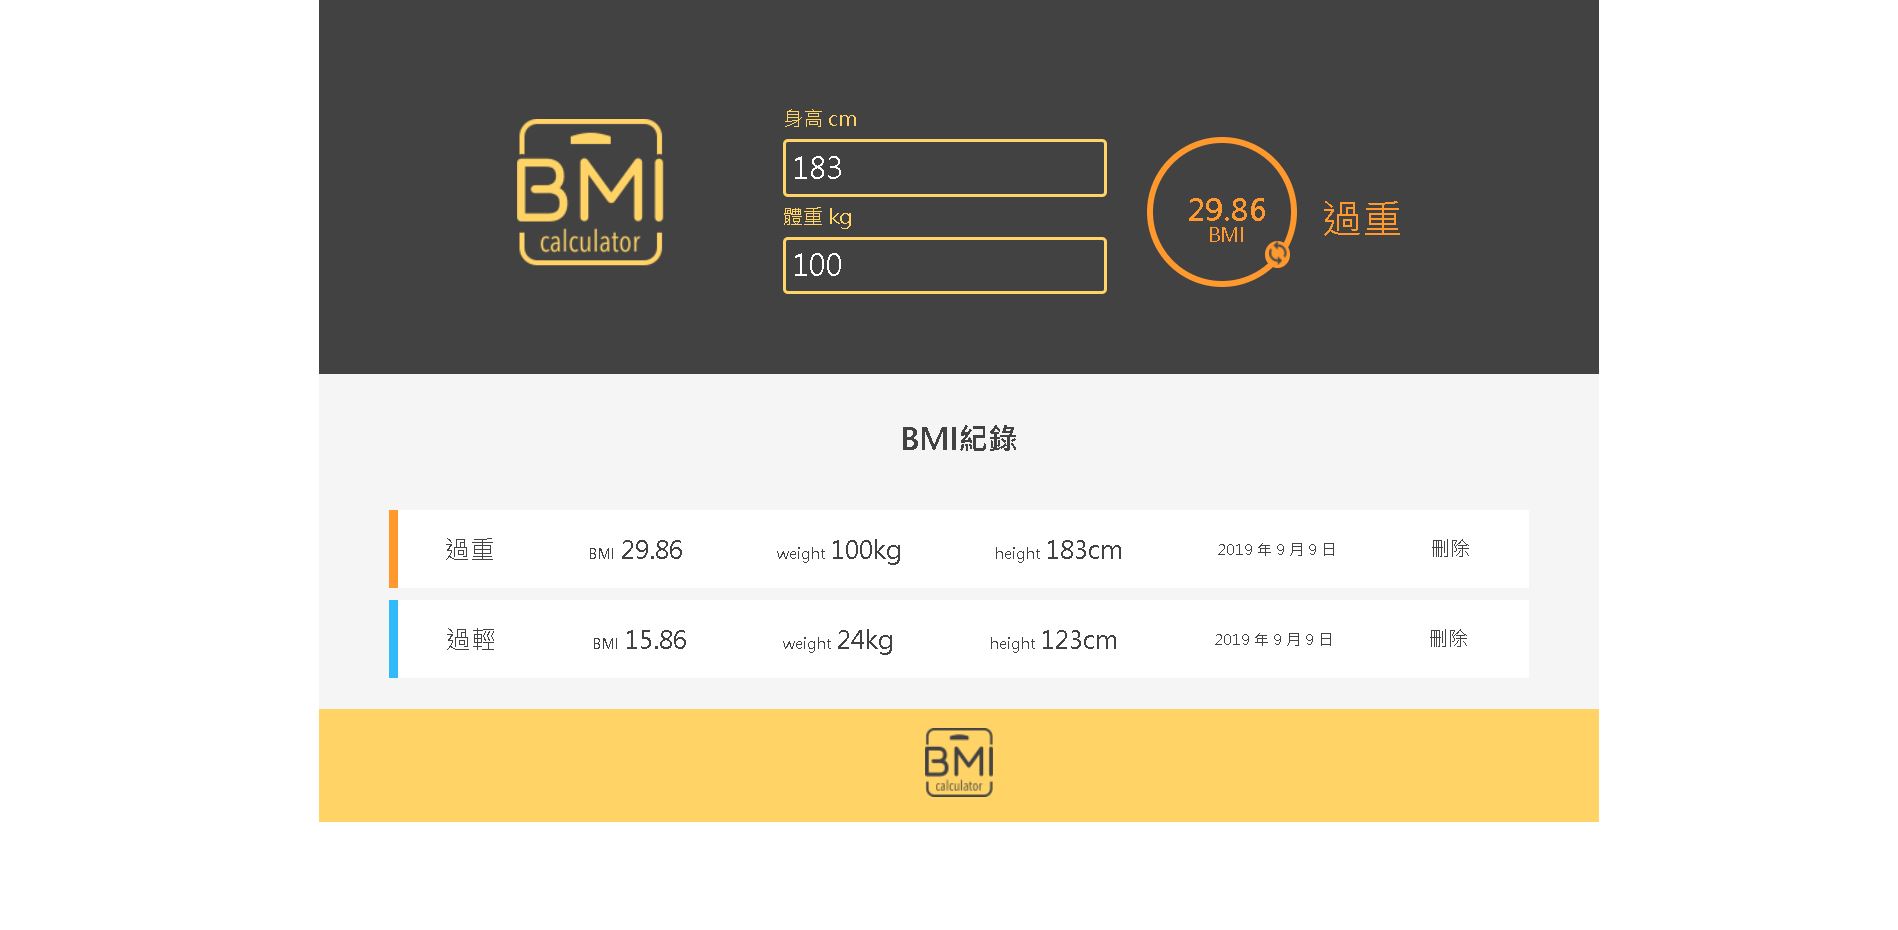 BMI
calculator
身高 cm
183
體重 kg
100
29.86
BMI
過重
BMI紀錄
過重 BMI 29.86 weight 100kg height 183cm 2019 年 9 月 9 日 刪除
過輕 BMI 15.86 weight 24kg height 123cm 2019 年 9 月 9 日 刪除
BMI
calculator